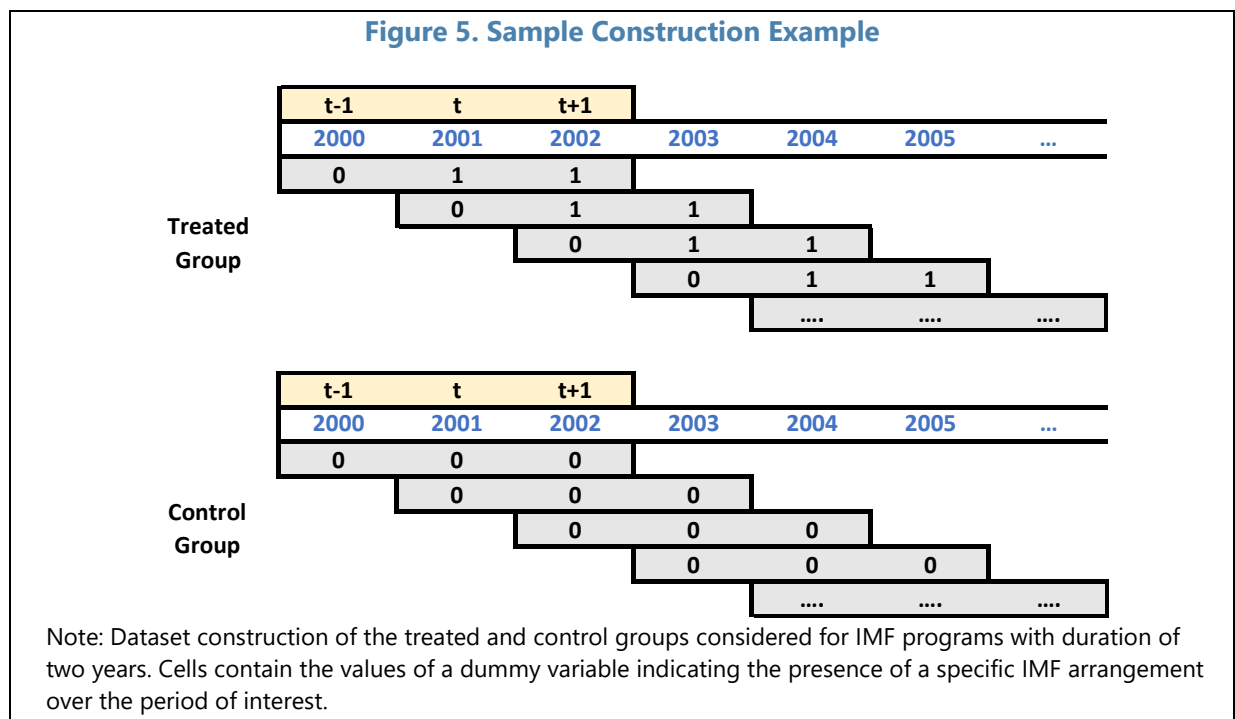 Figure 5. Sample Construction Example
t-1 t t+1
2000 2001 2002 2003 2004 2005 ...
0 1 1
0 1 1
Treated
Group
0 1 1
0 1 1
.... .... ....
t-1 t t+1
2000 2001 2002 2003 2004 2005 ...
0 0 0
0 0 0
Control
Group
0 0 0
0 0 0
.... .... ....
Note: Dataset construction of the treated and control groups considered for IMF programs with duration of
two years. Cells contain the values of a dummy variable indicating the presence of a specific IMF arrangement
over the period of interest.